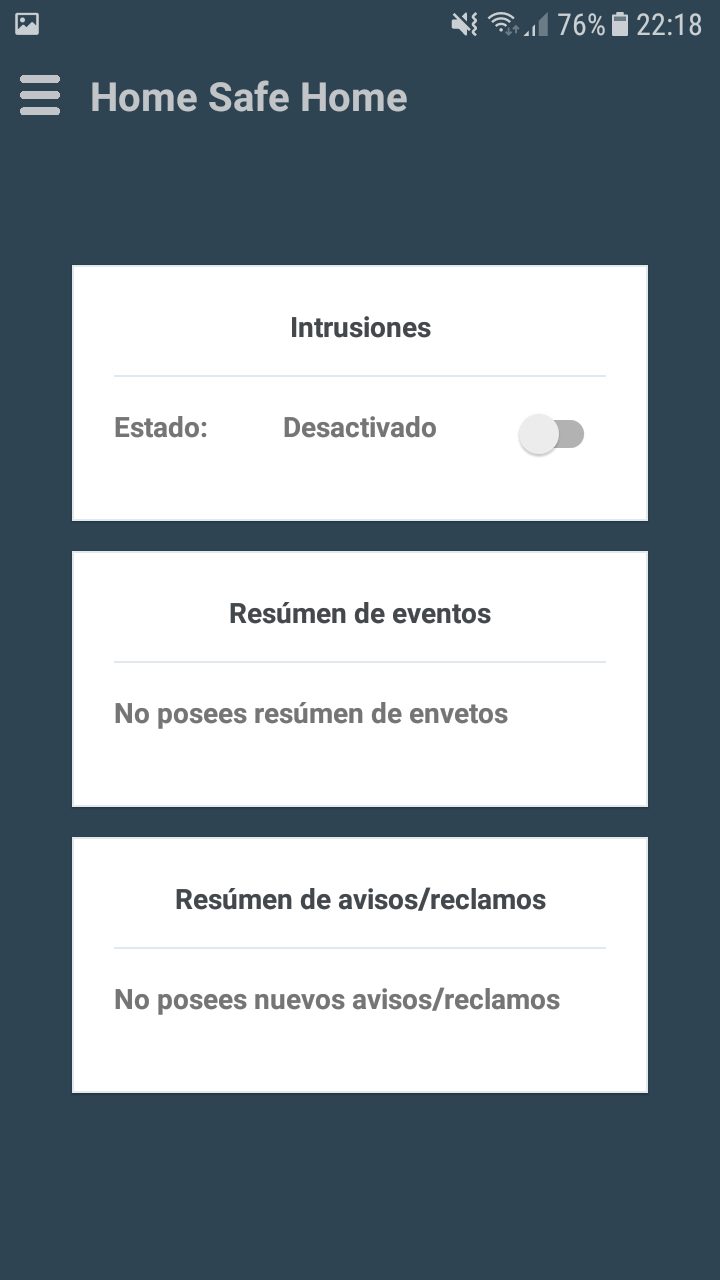 76% 22:18
Home Safe Home
Intrusiones
Estado: Desactivado
Resúmen de eventos
No posees resúmen de envetos
Resúmen de avisos/reclamos
No posees nuevos avisos/reclamos